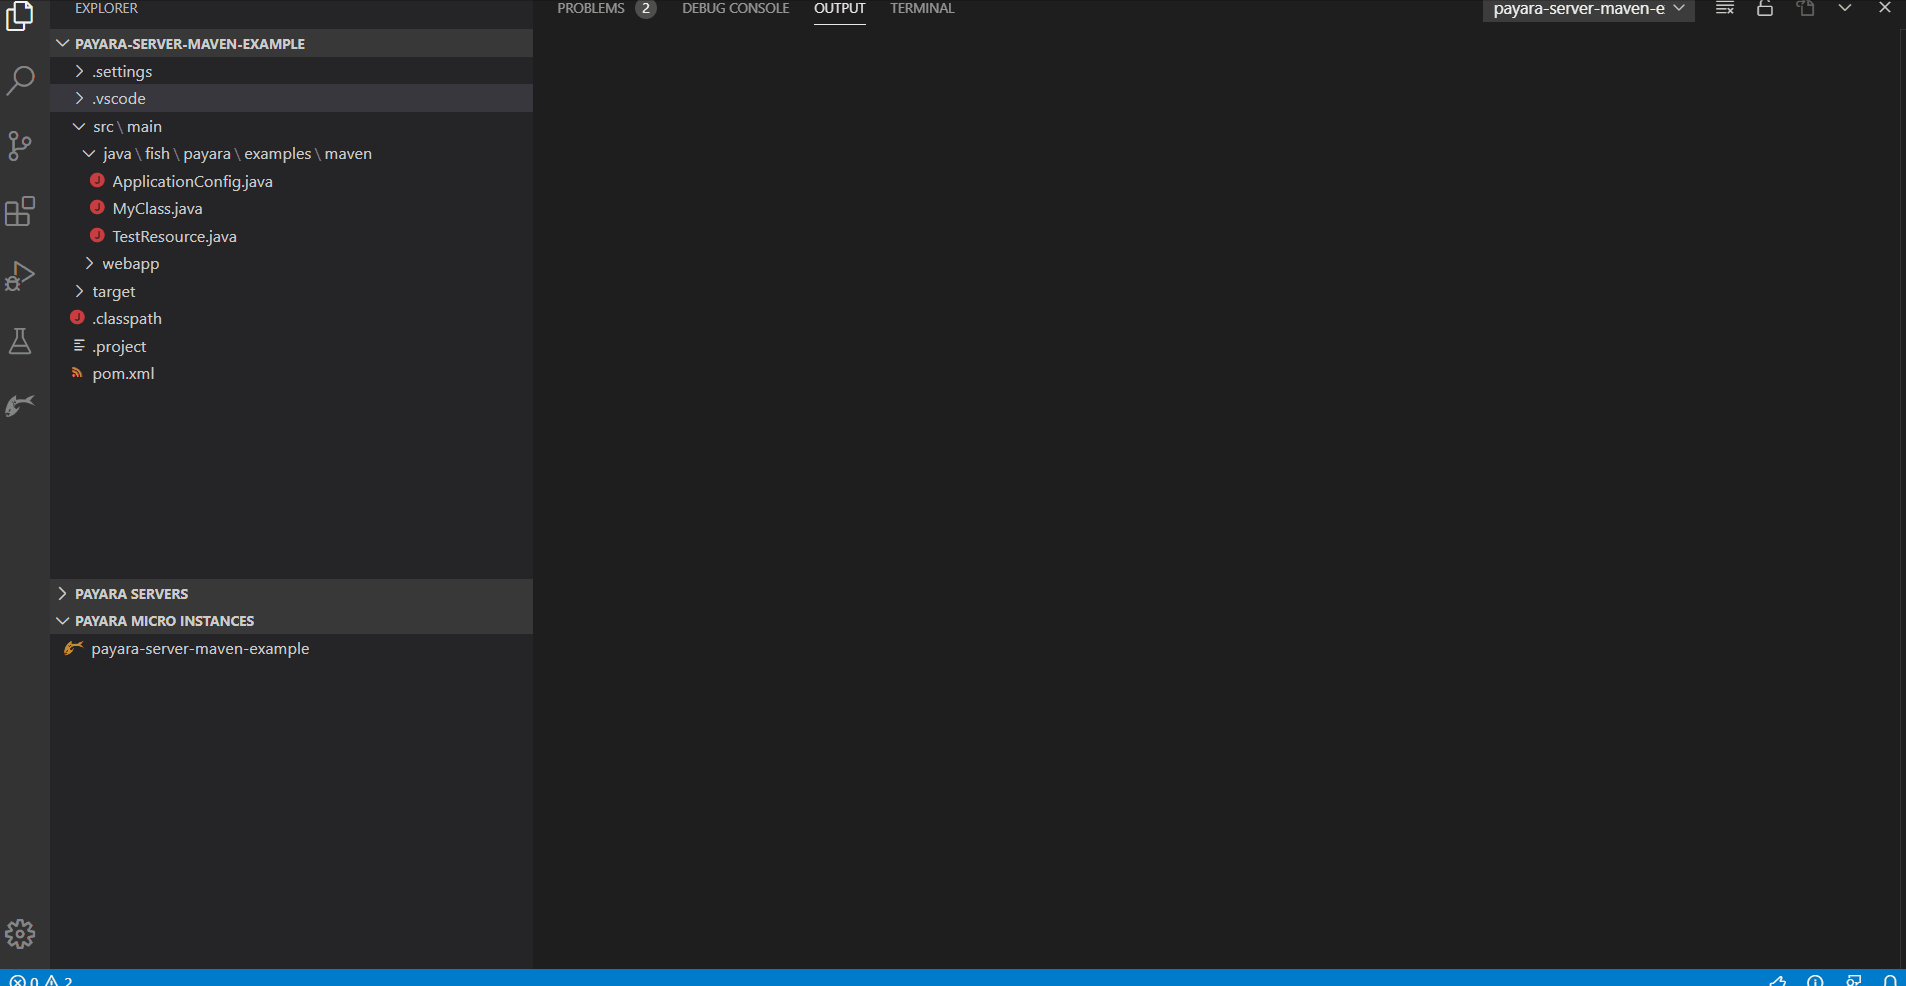 EXPLORER
PROBLEMS 2 DEBUG CONSOLE OUTPUT TERMINAL payara-server-maven-e
PAYARA-SERVER-MAVEN-EXAMPLE
.settings
.vscode
src \ main
java \ fish \ payara \ examples \ maven
ApplicationConfig.java
MyClass.java
TestResource.java
webapp
target
.classpath
.project
pom.xml
PAYARA SERVERS
PAYARA MICRO INSTANCES
payara-server-maven-example
0 2